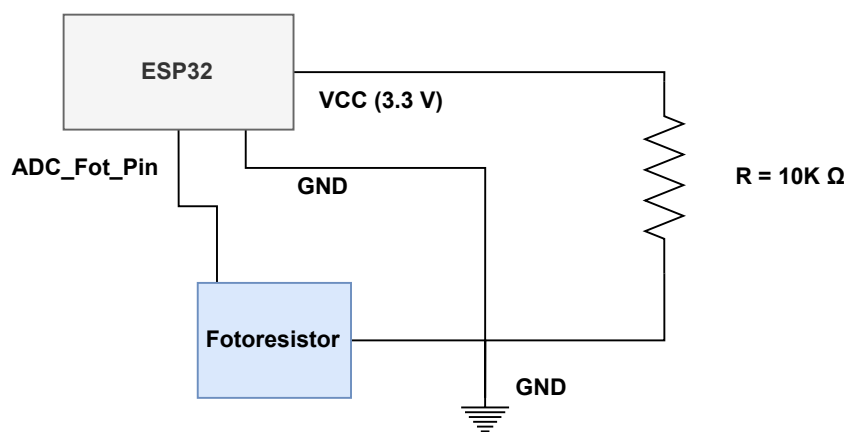 ESP32
VCC (3.3 V)
ADC_Fot_Pin
GND
R = 10K Ω
Fotoresistor
GND